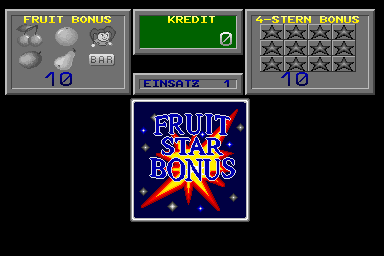 FRUIT BONUS
BAR
10
KREDIT
0
EINSATZ 1
4-STERN BONUS
10
FRUIT
STAR
BONUS